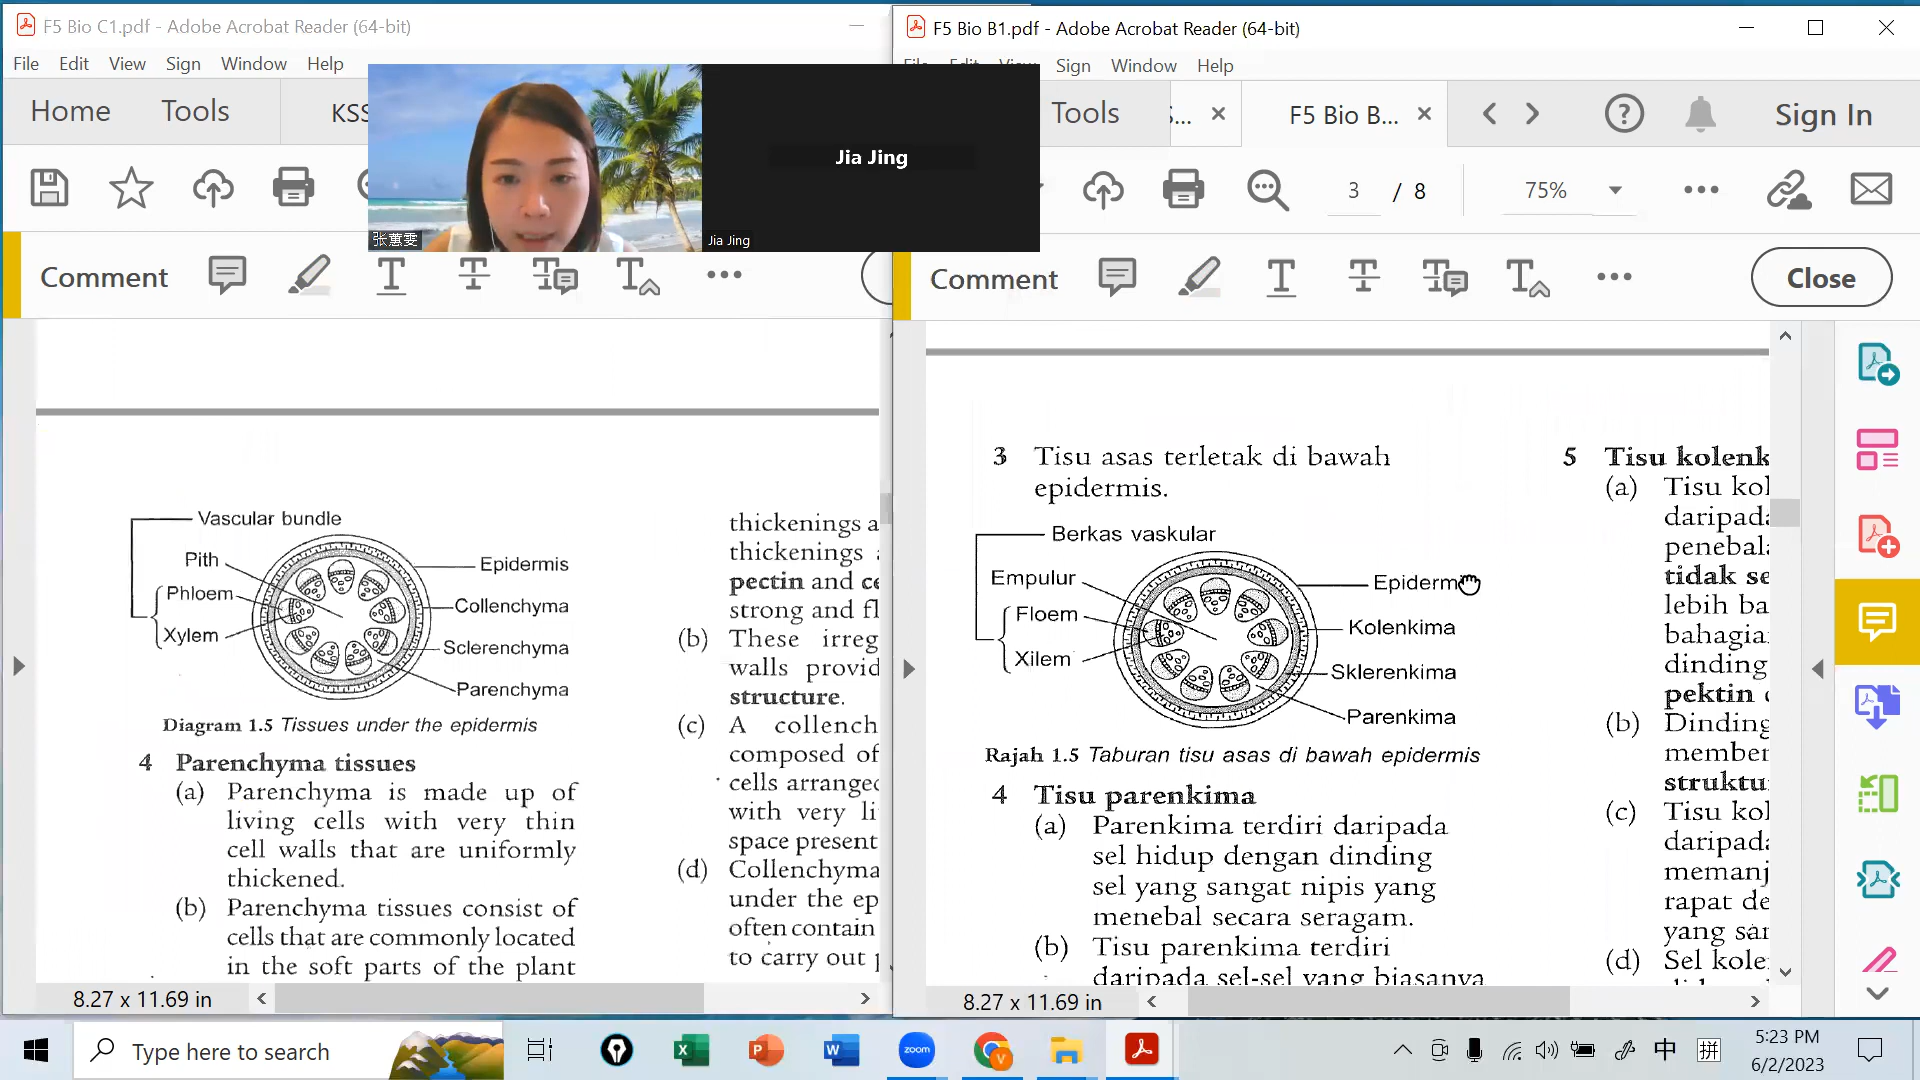 F5 Bio C1.pdf - Adobe Acrobat Reader (64-bit)
File Edit View Sign Window Help
Home Tools KSS
Comment
张蕙雯
Jia Jing
Jia Jing
Vascular bundle
Pith
Phloem
Xylem
Epidermis
Collenchyma
Sclerenchyma
Parenchyma
Diagram 1.5 Tissues under the epidermis
4 Parenchyma tissues
(a) Parenchyma is made up of
living cells with very thin
cell walls that are uniformly
thickened.
(b) Parenchyma tissues consist of
cells that are commonly located
in the soft parts of the plant
thickenings a
thickenings
pectin and ce
strong and fl
(b) These irreg
walls provid
structure.
(c) A collench
composed of
cells arranged
with very li
space present
(d) Collenchyma
under the ep
often contain
to carry out
8.27 x 11.69 in
F5 Bio B1.pdf - Adobe Acrobat Reader (64-bit)
Sign Window Help
Tools S... F5 Bio B... Sign In
3 / 8 75%
Comment Close
3 Tisu asas terletak di bawah
epidermis.
Berkas vaskular
Empulur
Floem
Xilem
Epiderm
Kolenkima
Sklerenkima
Parenkima
Rajah 1.5 Taburan tisu asas di bawah epidermis
4 Tisu parenkima
(a) Parenkima terdiri daripada
sel hidup dengan dinding
sel yang sangat nipis yang
menebal secara seragam.
(b) Tisu parenkima terdiri
daripada sel-sel yang biasanya
5 Tisu kolenk
(a) Tisu kol
daripada
penebala
tidak se
lebih ba
bahagia
dinding
pektin
(b) Dinding
member
struktu
(c) Tisu kol
daripada
memanj
rapat de
yang san
(d) Sel kole
8.27 x 11.69 in
Type here to search
zoom
中 拼
5:23 PM
6/2/2023